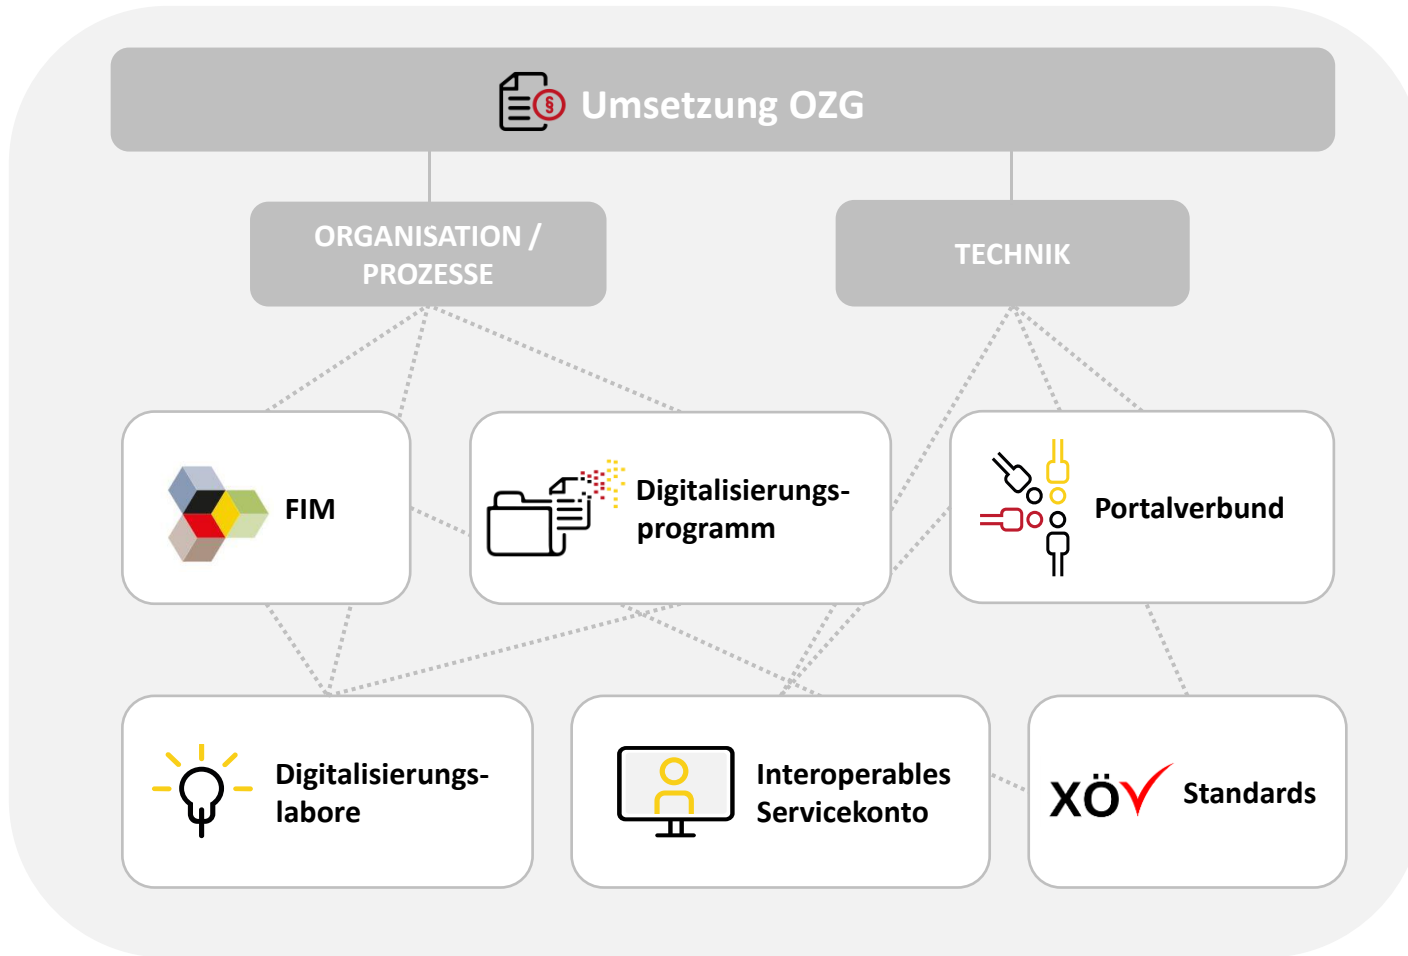 § Umsetzung OZG
ORGANISATION /
PROZESSE
TECHNIK
FIM
Digitalisierungs-
programm
Portalverbund
Digitalisierungs-
labore
Interoperables
Servicekonto
XÖV Standards